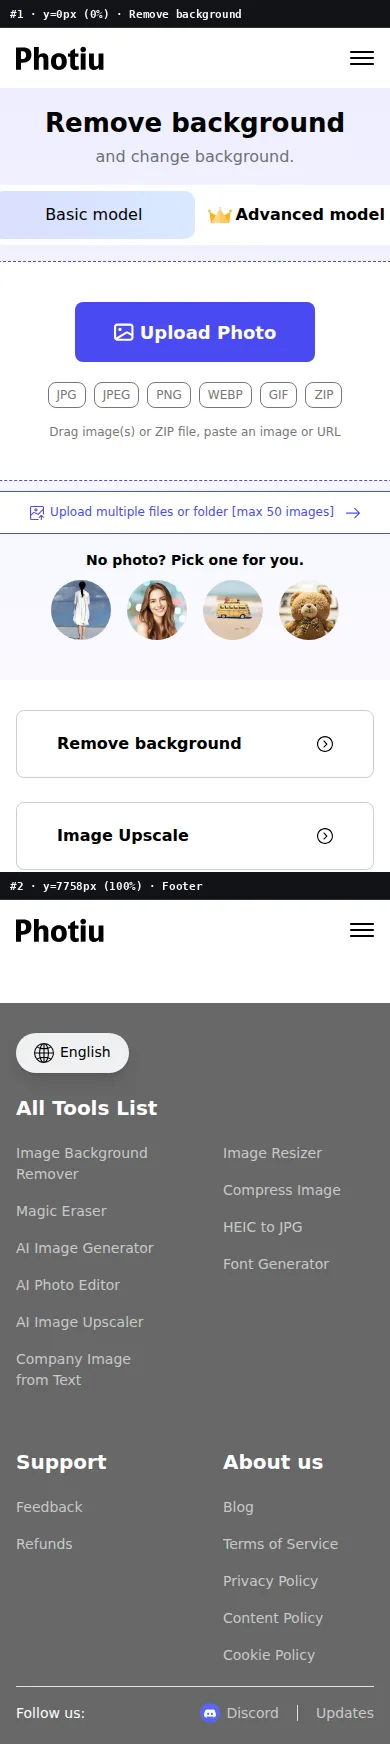 #1 · y=0px (0%) · Remove background
Photiu
Remove background
and change background.
Basic model
Advanced model
Upload Photo
JPG JPEG PNG WEBP GIF ZIP
Drag image(s) or ZIP file, paste an image or URL
Upload multiple files or folder [max 50 images]
No photo? Pick one for you.
Remove background
Image Upscale
#2 · y=7758px (100%) · Footer
Photiu
English
All Tools List
Image Background
Remover
Magic Eraser
AI Image Generator
AI Photo Editor
AI Image Upscaler
Company Image
from Text
Image Resizer
Compress Image
HEIC to JPG
Font Generator
Support
Feedback
Refunds
About us
Blog
Terms of Service
Privacy Policy
Content Policy
Cookie Policy
Follow us:
Discord
Updates